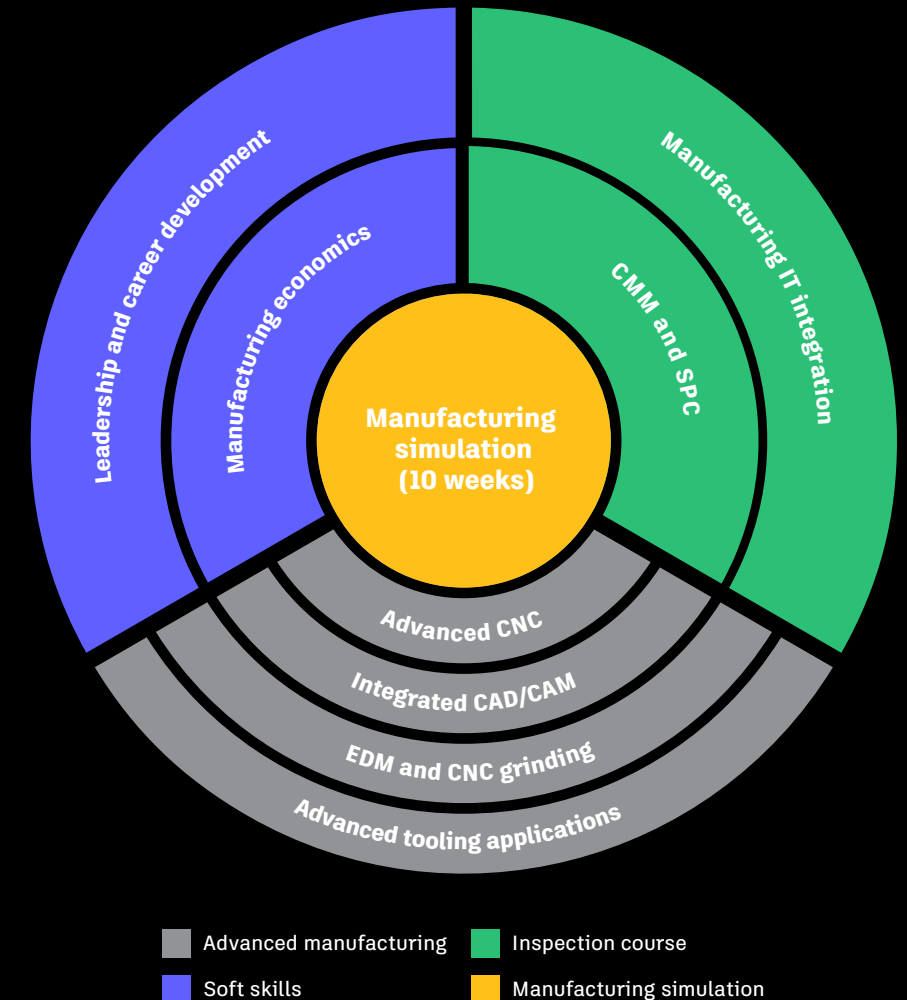 Leadership and career development
Manufacturing economics
Manufacturing IT integration
CMM and SPC
Manufacturing
simulation
(10 weeks)
Advanced CNC
Integrated CAD/CAM
EDM and CNC grinding
Advanced tooling applications
Advanced manufacturing
Inspection course
Soft skills
Manufacturing simulation